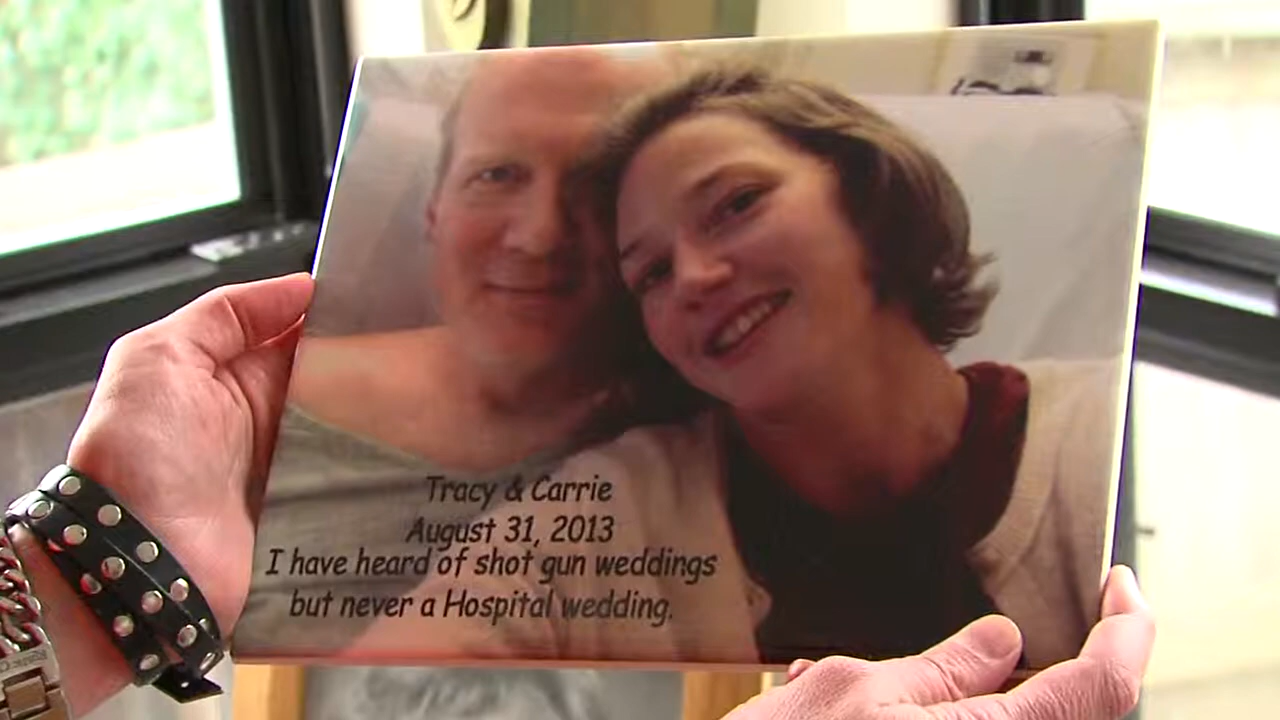 Tracy & Carrie
August 31, 2013
I have heard of shot gun weddings
but never a Hospital wedding.